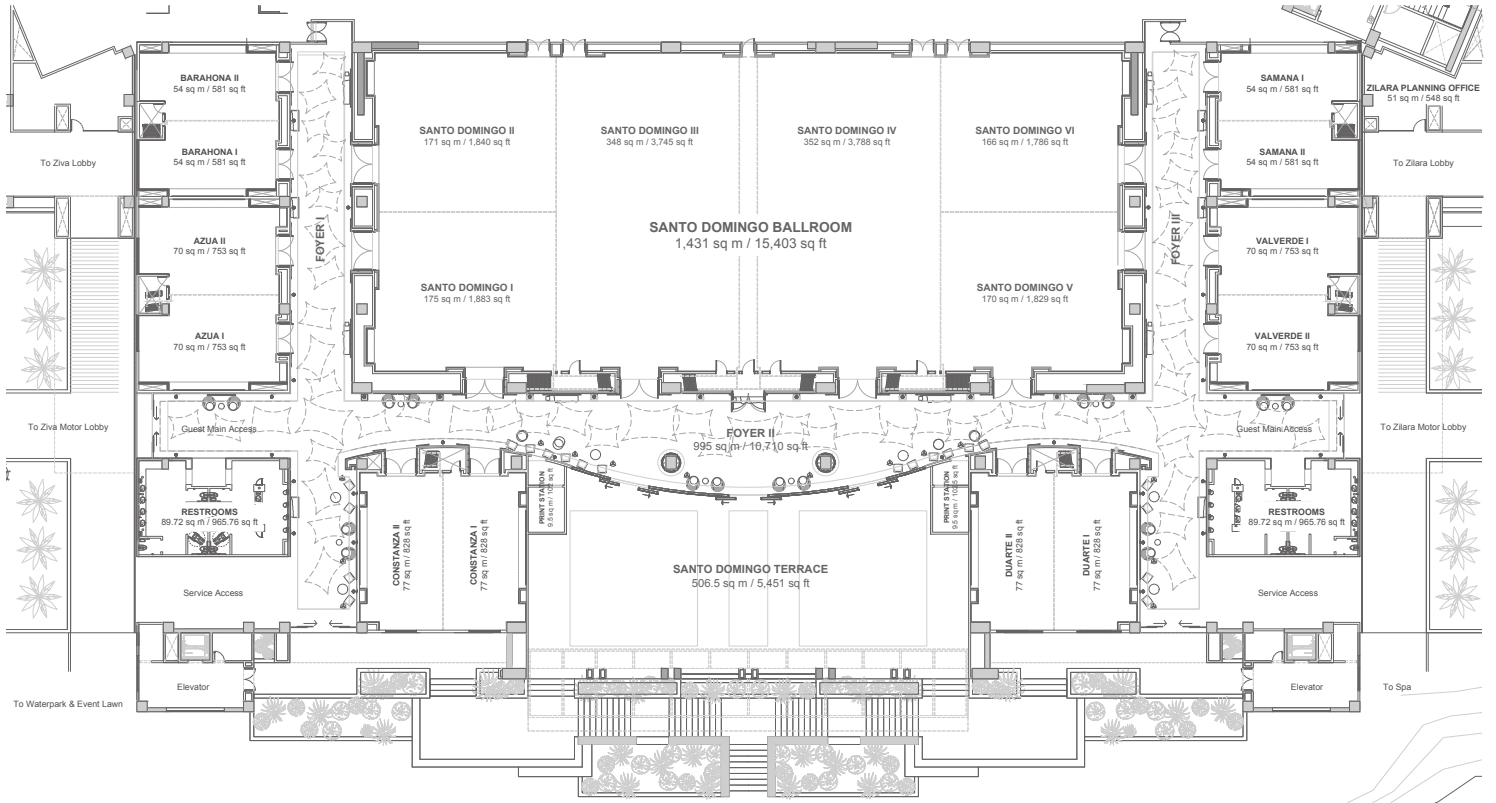 BARAHONA II
54 sq m / 581 sq ft
BARAHONA I
54 sq m / 581 sq ft
To Ziva Lobby
AZUA II
70 sq m / 753 sq ft
AZUA I
70 sq m / 753 sq ft
FOYER I
SANTO DOMINGO II
171 sq m / 1,840 sq ft
SANTO DOMINGO III
348 sq m / 3,745 sq ft
SANTO DOMINGO IV
352 sq m / 3,788 sq ft
SANTO DOMINGO VI
166 sq m / 1,786 sq ft
SANTO DOMINGO BALLROOM
1,431 sq m / 15,403 sq ft
SANTO DOMINGO I
175 sq m / 1,883 sq ft
SANTO DOMINGO V
170 sq m / 1,829 sq ft
FOYER III
SAMANA I
54 sq m / 581 sq ft
SAMANA II
54 sq m / 581 sq ft
ZILARA PLANNING OFFICE
51 sq m / 548 sq ft
To Zilara Lobby
VALVERDE I
70 sq m / 753 sq ft
VALVERDE II
70 sq m / 753 sq ft
To Ziva Motor Lobby
Guest Main Access
FOYER II
995 sq m / 10,710 sq ft
Guest Main Access
To Zilara Motor Lobby
RESTROOMS
89.72 sq m / 965.76 sq ft
CONSTANZA II
77 sq m / 828 sq ft
CONSTANZA I
77 sq m / 828 sq ft
PRINT STATION
9.5 sq m / 102 sq ft
PRINT STATION
9.5 sq m / sq ft
DUARTE II
77 sq m / 828 sq ft
DUARTE I
77 sq m / 828 sq ft
RESTROOMS
89.72 sq m / 965.76 sq ft
SANTO DOMINGO TERRACE
506.5 sq m / 5,451 sq ft
Service Access
Service Access
Elevator
Elevator
To Waterpark & Event Lawn
To Spa